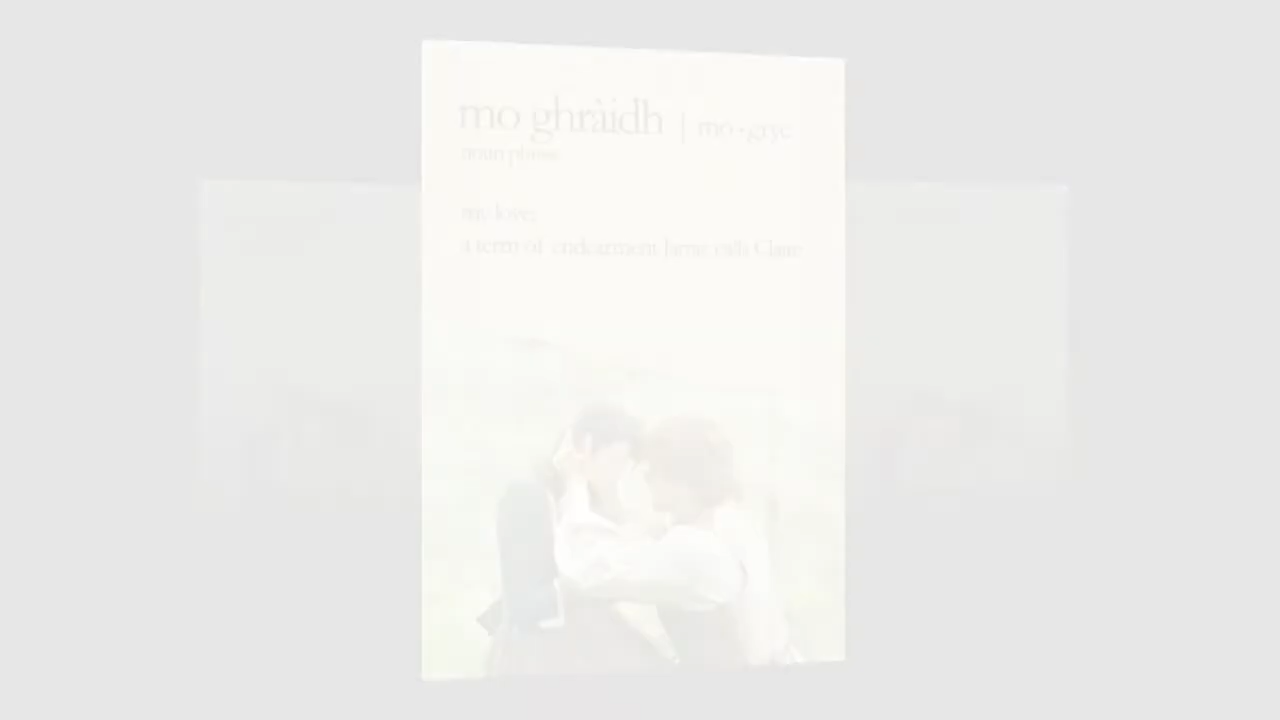 mo ghràidh | mo • grye
noun phrase
my love;
a term of endearment Jamie calls Claire